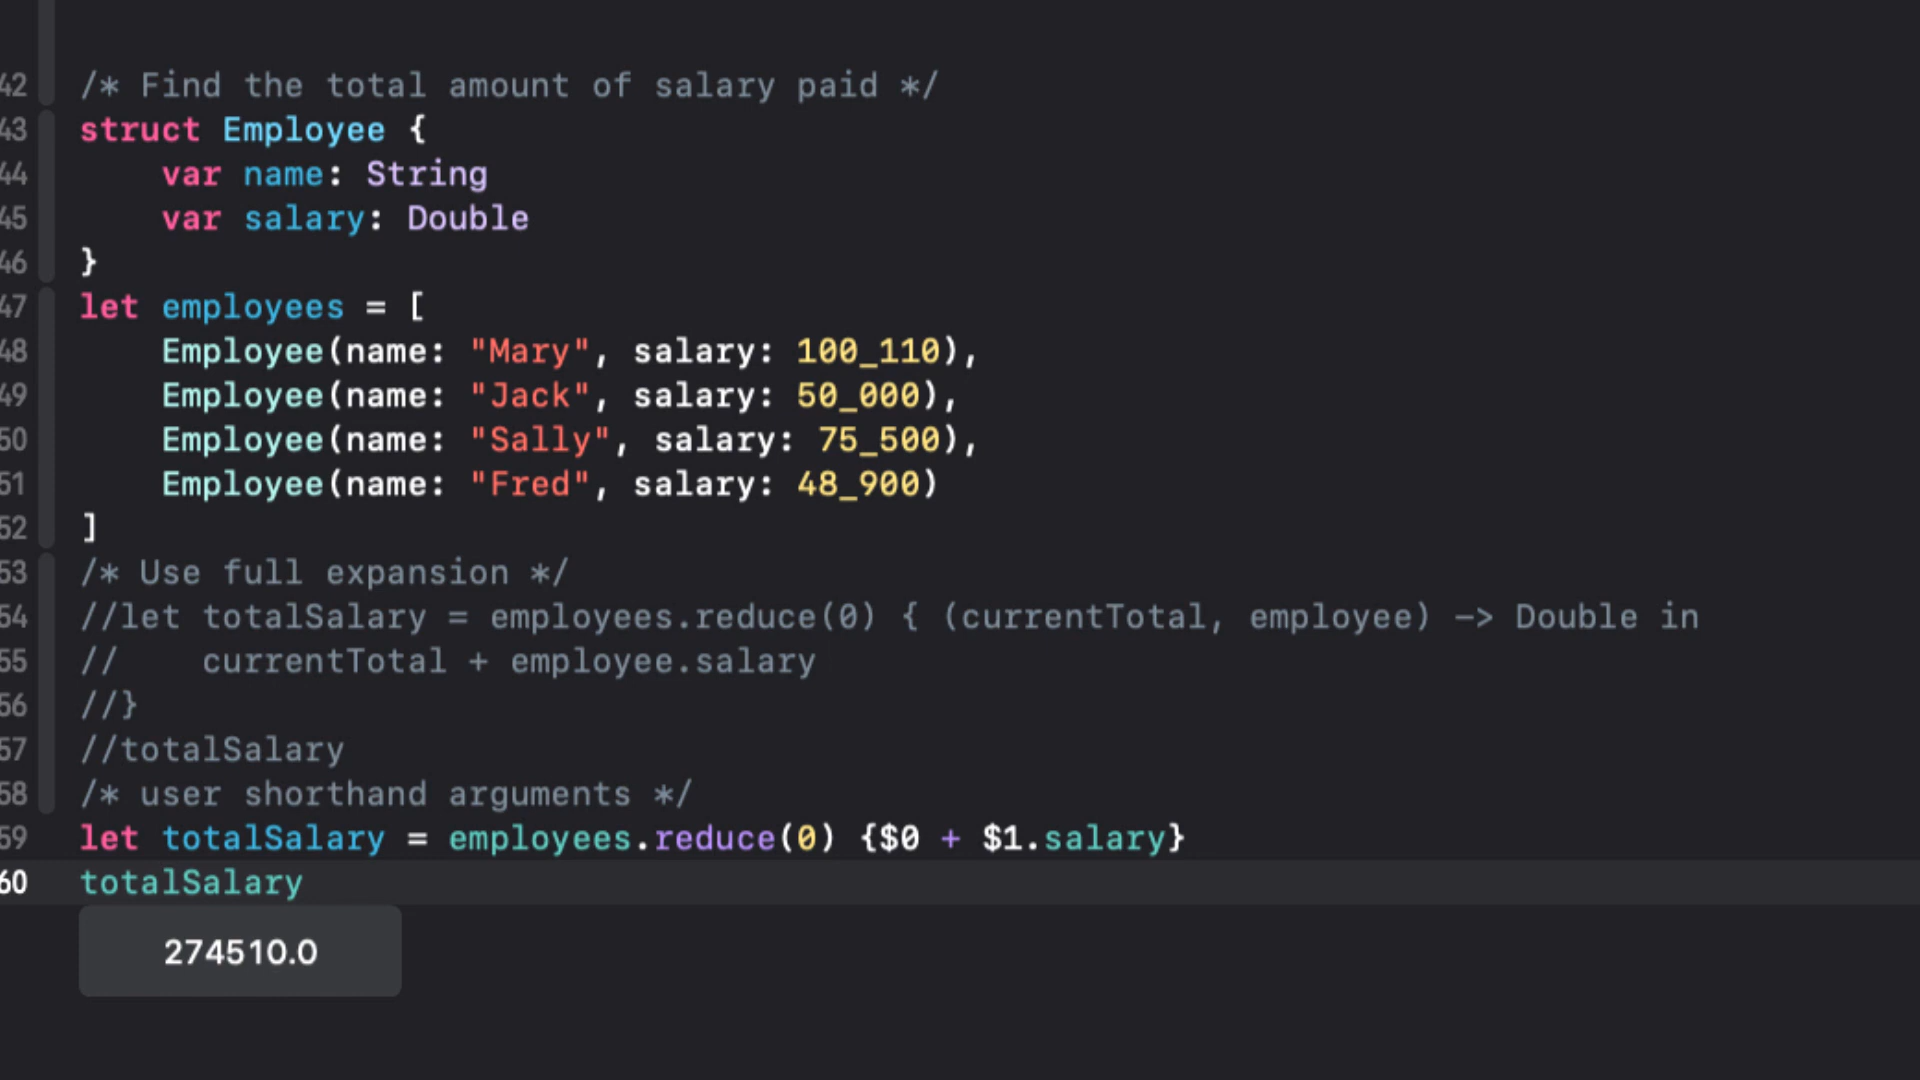 42 /* Find the total amount of salary paid */
43 struct Employee {
44     var name: String
45     var salary: Double
46 }
47 let employees = [
48     Employee(name: "Mary", salary: 100_110),
49     Employee(name: "Jack", salary: 50_000),
50     Employee(name: "Sally", salary: 75_500),
51     Employee(name: "Fred", salary: 48_900)
52 ]
53 /* Use full expansion */
54 //let totalSalary = employees.reduce(0) { (currentTotal, employee) -> Double in
55 //    currentTotal + employee.salary
56 //}
57 //totalSalary
58 /* user shorthand arguments */
59 let totalSalary = employees.reduce(0) {$0 + $1.salary}
60 totalSalary
274510.0